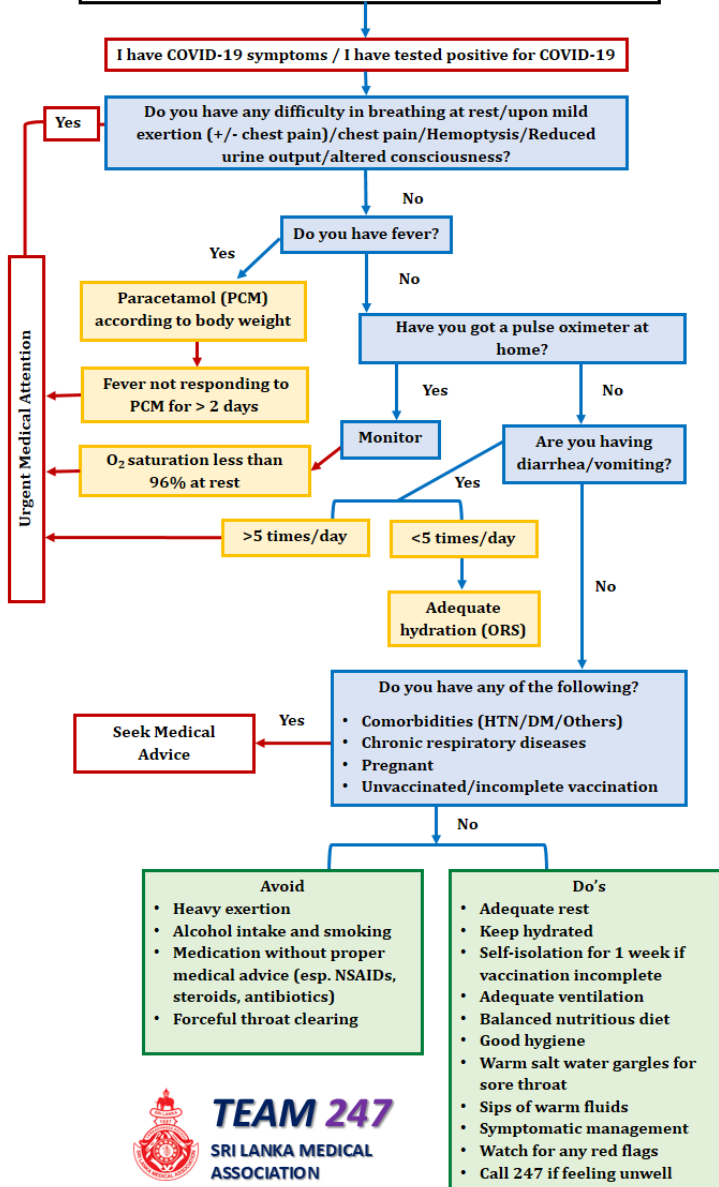 I have COVID-19 symptoms / I have tested positive for COVID-19
Yes
Do you have any difficulty in breathing at rest/upon mild
exertion (+/- chest pain)/chest pain/Hemoptysis/Reduced
urine output/altered consciousness?
No
Do you have fever?
Yes
No
Paracetamol (PCM)
according to body weight
Have you got a pulse oximeter at
home?
Fever not responding to
PCM for > 2 days
Yes
No
Urgent Medical Attention
Monitor
Are you having
diarrhea/vomiting?
O2 saturation less than
96% at rest
Yes
>5 times/day
<5 times/day
No
Adequate
hydration (ORS)
Do you have any of the following?
• Comorbidities (HTN/DM/Others)
• Chronic respiratory diseases
• Pregnant
• Unvaccinated/incomplete vaccination
Yes
Seek Medical
Advice
No
Avoid
• Heavy exertion
• Alcohol intake and smoking
• Medication without proper
medical advice (esp. NSAIDs,
steroids, antibiotics)
• Forceful throat clearing
Do's
• Adequate rest
• Keep hydrated
• Self-isolation for 1 week if
vaccination incomplete
• Adequate ventilation
• Balanced nutritious diet
• Good hygiene
• Warm salt water gargles for
sore throat
• Sips of warm fluids
• Symptomatic management
• Watch for any red flags
• Call 247 if feeling unwell
TEAM 247
SRI LANKA MEDICAL
ASSOCIATION